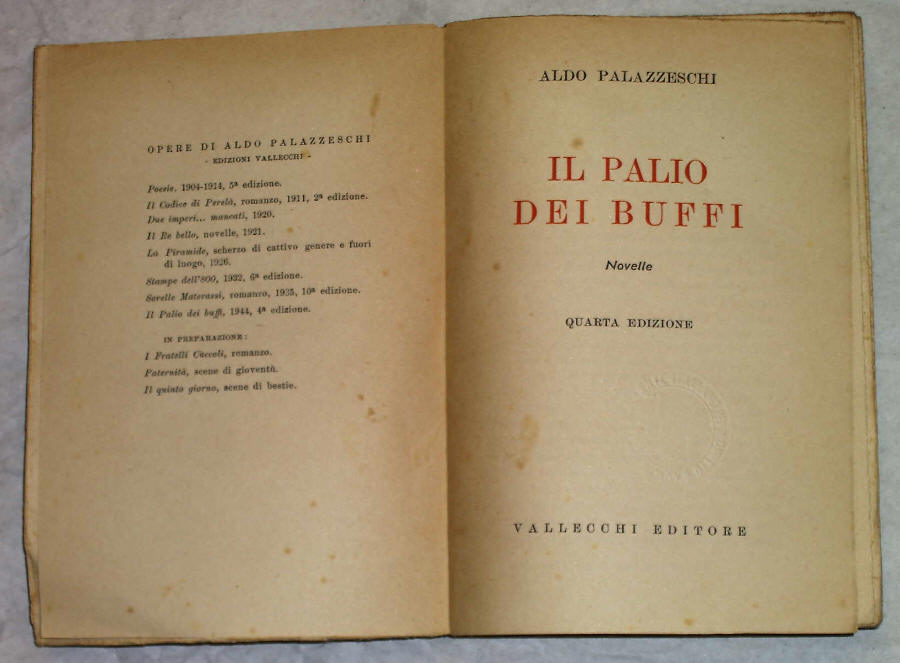 OPERE DI ALDO PALAZZESCHI
- EDIZIONI VALLECCHI -
Poesie. 1904-1914, 5ª edizione.
Il Codice di Perelà, romanzo, 1911, 2ª edizione.
Due imperi... mancati, 1920.
Il Re bello, novelle, 1921.
La Piramide, scherzo di cattivo genere e fuori
di luogo, 1926.
Stampe dell'800, 1932, 6ª edizione.
Sorelle Materassi, romanzo, 1935, 10ª edizione.
Il Palio dei buffi, 1944, 4ª edizione.
IN PREPARAZIONE:
I Fratelli Cuccoli, romanzo.
Paternità, scene di gioventù.
Il quinto giorno, scene di bestie.
ALDO PALAZZESCHI
IL PALIO
DEI BUFFI
Novelle
QUARTA EDIZIONE
VALLECCHI EDITORE